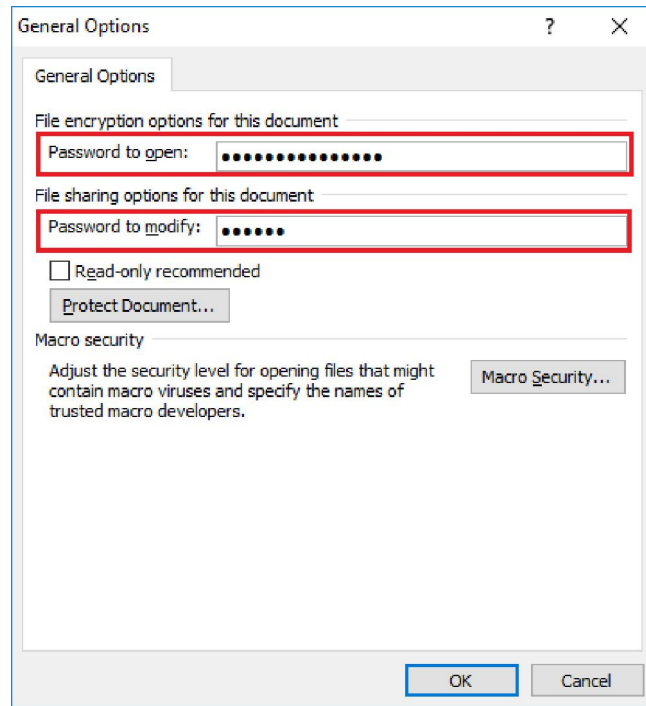 General Options
General Options
File encryption options for this document
Password to open: ●●●●●●●●●●●●●●●
File sharing options for this document
Password to modify: ●●●●●●
Read-only recommended
Protect Document...
Macro security
Adjust the security level for opening files that might
contain macro viruses and specify the names of
trusted macro developers.
Macro Security...
OK
Cancel